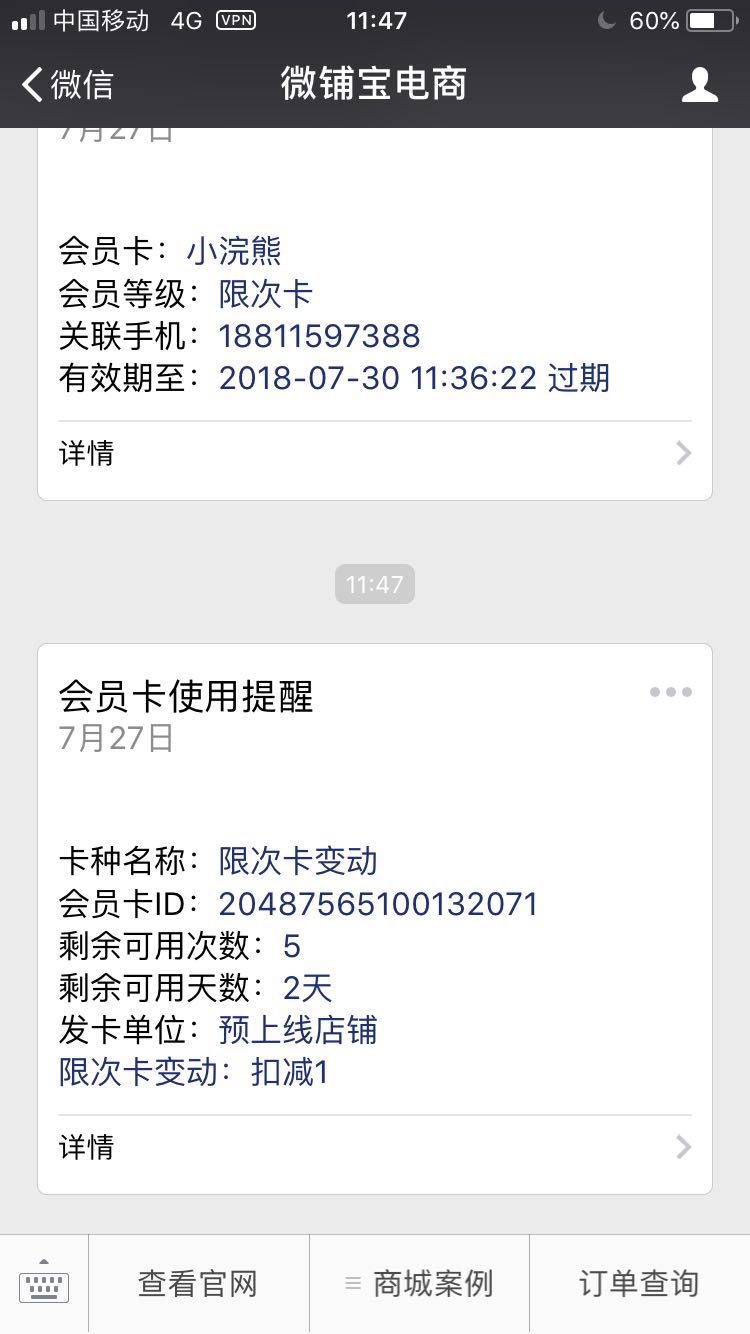 中国移动 4G VPN 11:47 60%
微信 微铺宝电商
7月27日
会员卡：小浣熊
会员等级：限次卡
关联手机：18811597388
有效期至：2018-07-30 11:36:22 过期
详情
11:47
会员卡使用提醒
7月27日
卡种名称：限次卡变动
会员卡ID：20487565100132071
剩余可用次数：5
剩余可用天数：2天
发卡单位：预上线店铺
限次卡变动：扣减1
详情
查看官网 商城案例 订单查询